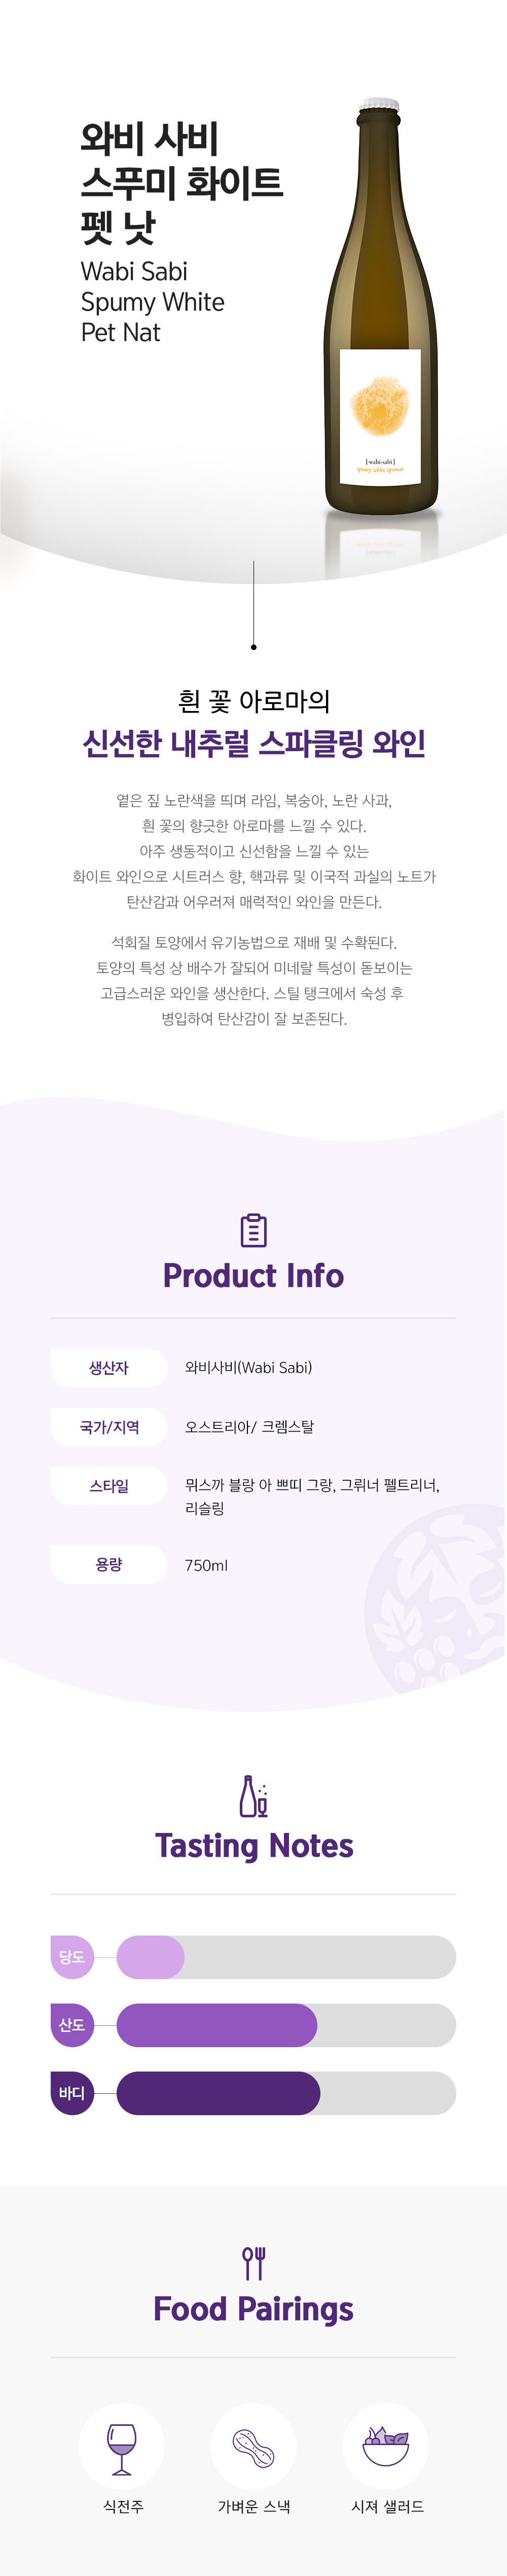 와비 사비
스푸미 화이트
펫 낫
Wabi Sabi
Spumy White
Pet Nat
[wabi-sabi]
spumy white spumar
흰 꽃 아로마의
신선한 내추럴 스파클링 와인
옅은 짚 노란색을 띄며 라임, 복숭아, 노란 사과,
흰 꽃의 향긋한 아로마를 느낄 수 있다.
아주 생동적이고 신선함을 느낄 수 있는
화이트 와인으로 시트러스 향, 핵과류 및 이국적 과실의 노트가
탄산감과 어우러져 매력적인 와인을 만든다.
석회질 토양에서 유기농법으로 재배 및 수확된다.
토양의 특성 상 배수가 잘되어 미네랄 특성이 돋보이는
고급스러운 와인을 생산한다. 스틸 탱크에서 숙성 후
병입하여 탄산감이 잘 보존된다.
Product Info
생산자 와비사비(Wabi Sabi)
국가/지역 오스트리아/ 크렘스탈
스타일 뮈스까 블랑 아 쁘띠 그랑, 그뤼너 펠트리너,
리슬링
용량 750ml
Tasting Notes
당도
산도
바디
Food Pairings
식전주 가벼운 스낵 시져 샐러드